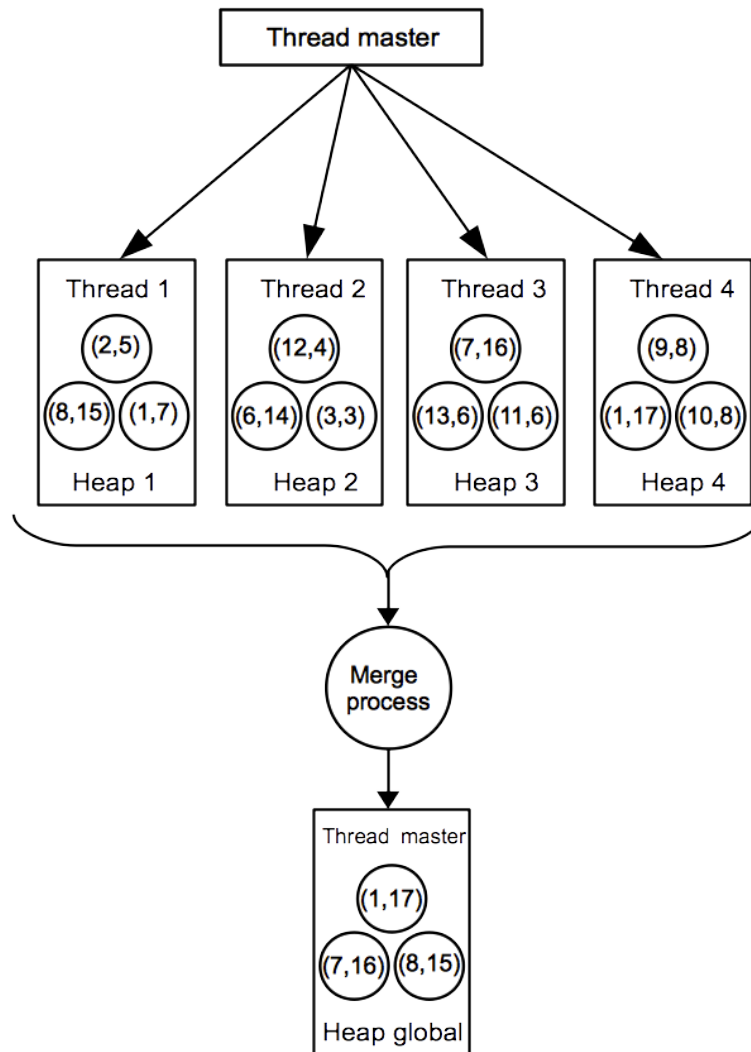 Thread master
Thread 1
(2,5)
(8,15) (1,7)
Heap 1
Thread 2
(12,4)
(6,14) (3,3)
Heap 2
Thread 3
(7,16)
(13,6) (11,6)
Heap 3
Thread 4
(9,8)
(1,17) (10,8)
Heap 4
Merge
process
Thread master
(1,17)
(7,16) (8,15)
Heap global